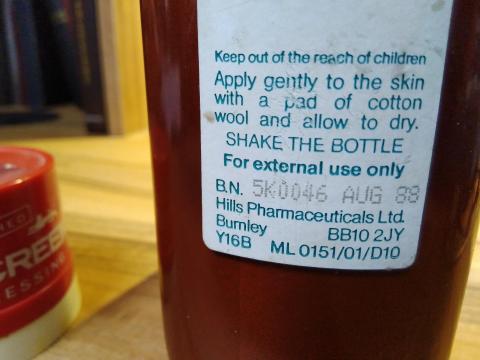 Keep out of the reach of children
Apply gently to the skin
with a pad of cotton
wool and allow to dry.
SHAKE THE BOTTLE
For external use only
B.N. 5K0046 AUG 88
Hills Pharmaceuticals Ltd.
Burnley BB10 2JY
Y16B ML 0151/01/D10